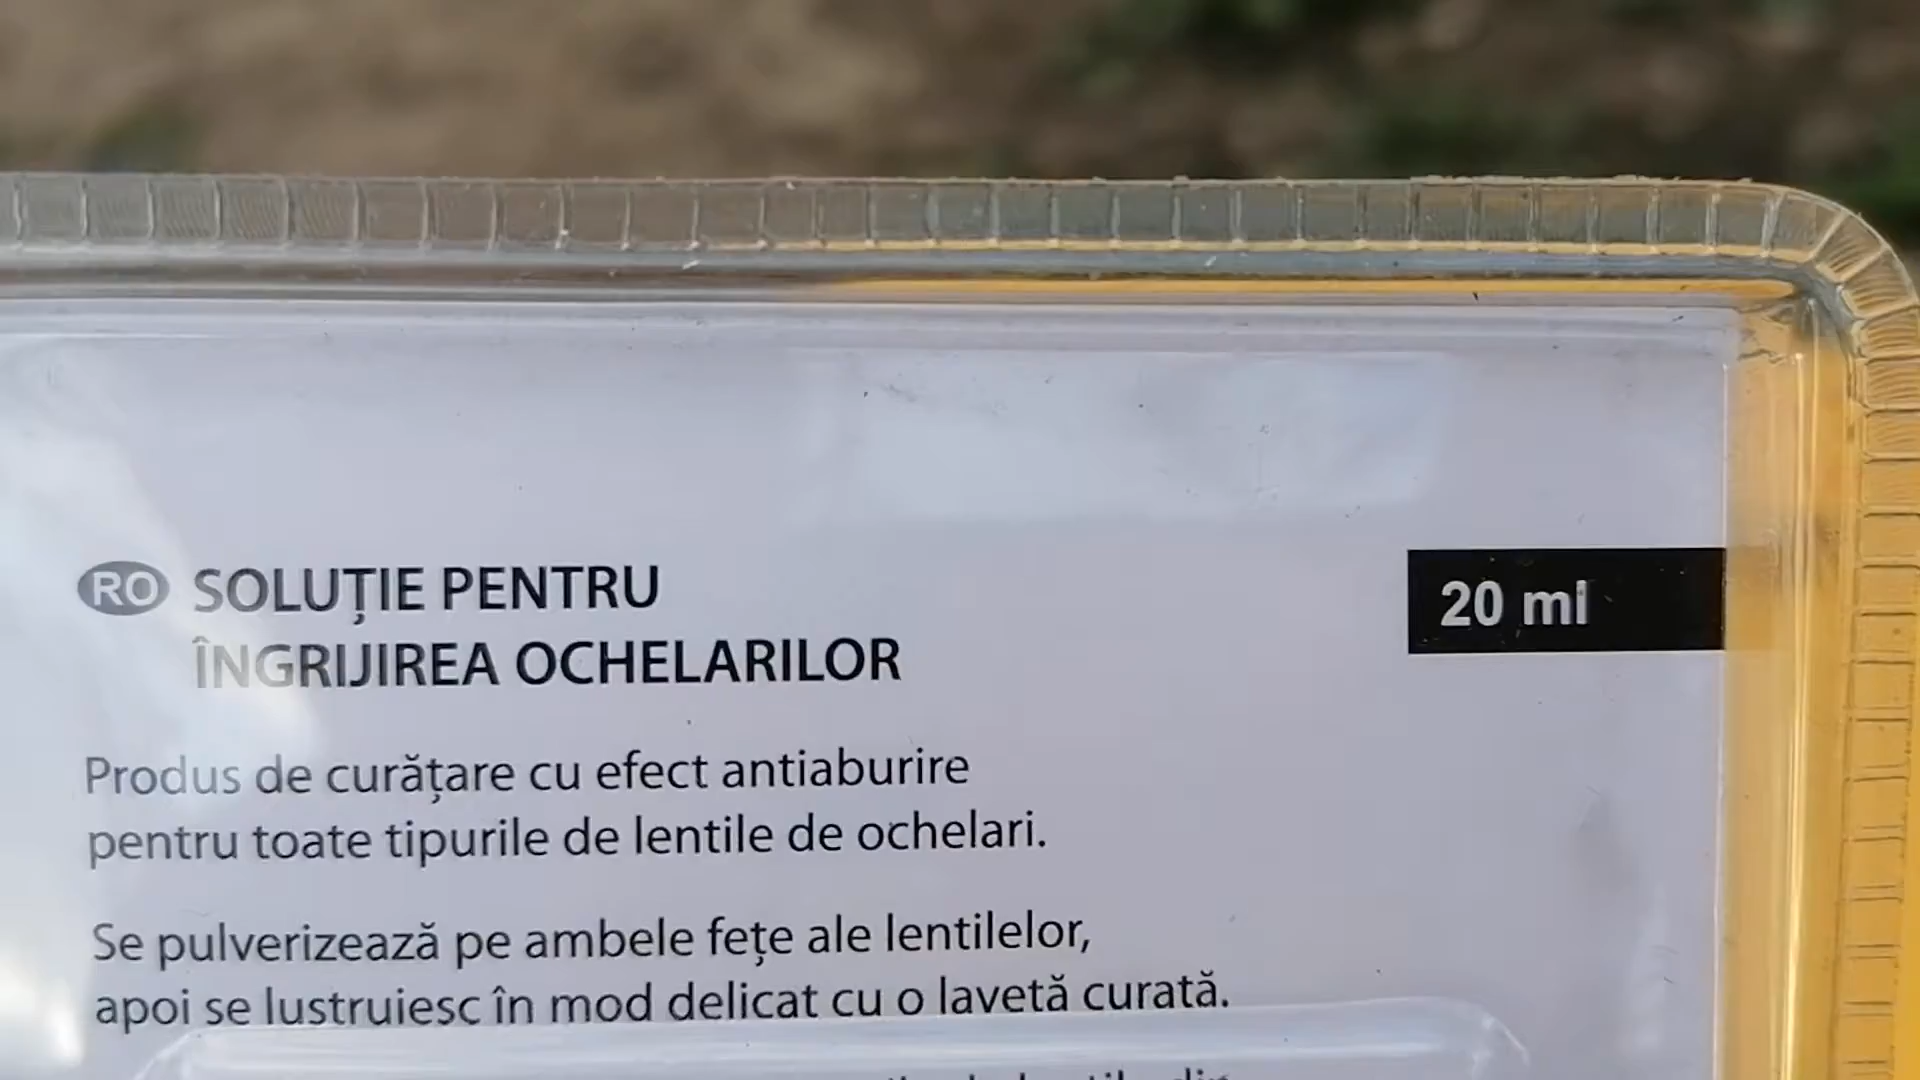 RO SOLUȚIE PENTRU
ÎNGRIJIREA OCHELARILOR
20 ml
Produs de curățare cu efect antiaburire
pentru toate tipurile de lentile de ochelari.
Se pulverizează pe ambele fețe ale lentilelor,
apoi se lustruiesc în mod delicat cu o lavetă curată.